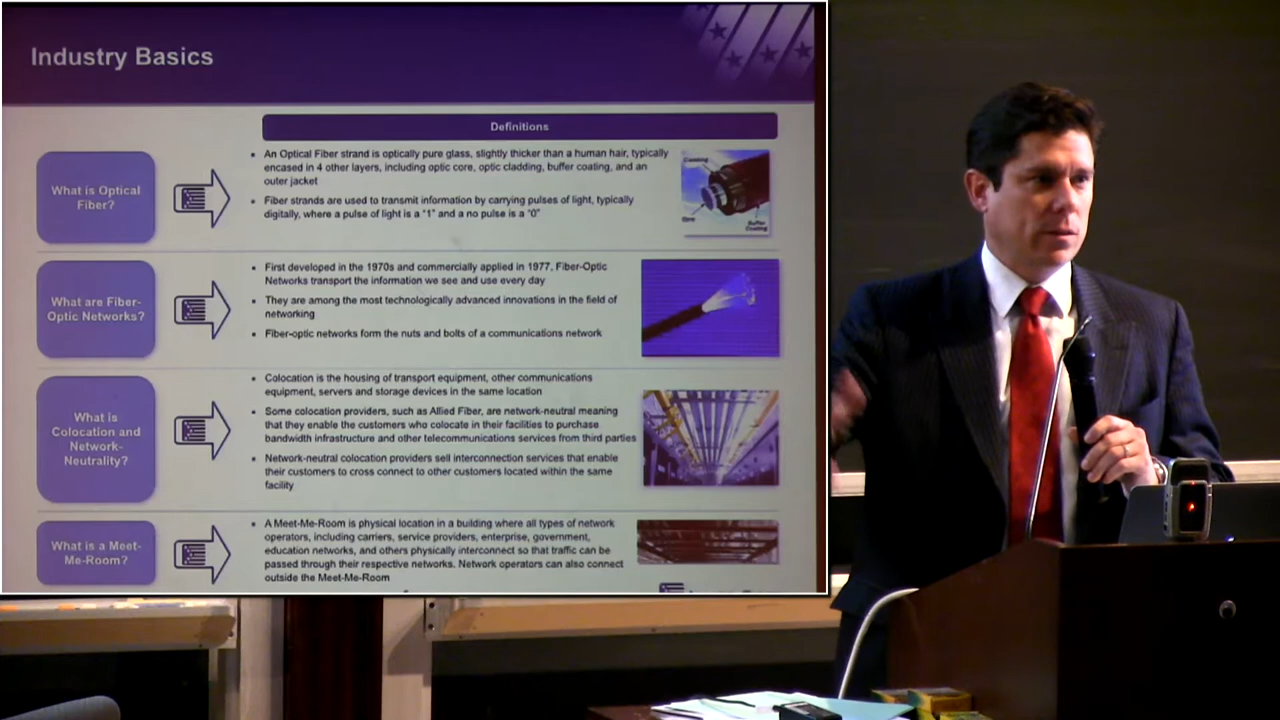 Industry Basics
Definitions
What is Optical
Fiber?
An Optical Fiber strand is optically pure glass, slightly thicker than a human hair, typically
encased in 4 other layers, including optic core, optic cladding, buffer coating, and an
outer jacket
Fiber strands are used to transmit information by carrying pulses of light, typically
digitally, where a pulse of light is a "1" and a no pulse is a "0"
Core
Buffer
Coating
What are Fiber-
Optic Networks?
First developed in the 1970s and commercially applied in 1977, Fiber-Optic
Networks transport the information we see and use every day
They are among the most technologically advanced innovations in the field of
networking
Fiber-optic networks form the nuts and bolts of a communications network
What is
Colocation and
Network-
Neutrality?
Colocation is the housing of transport equipment, other communications
equipment, servers and storage devices in the same location
Some colocation providers, such as Allied Fiber, are network-neutral meaning
that they enable the customers who colocate in their facilities to purchase
bandwidth infrastructure and other telecommunications services from third parties
Network-neutral colocation providers sell interconnection services that enable
their customers to cross connect to other customers located within the same
facility
What is a Meet-
Me-Room?
A Meet-Me-Room is physical location in a building where all types of network
operators, including carriers, service providers, enterprise, government,
education networks, and others physically interconnect so that traffic can be
passed through their respective networks. Network operators can also connect
outside the Meet-Me-Room